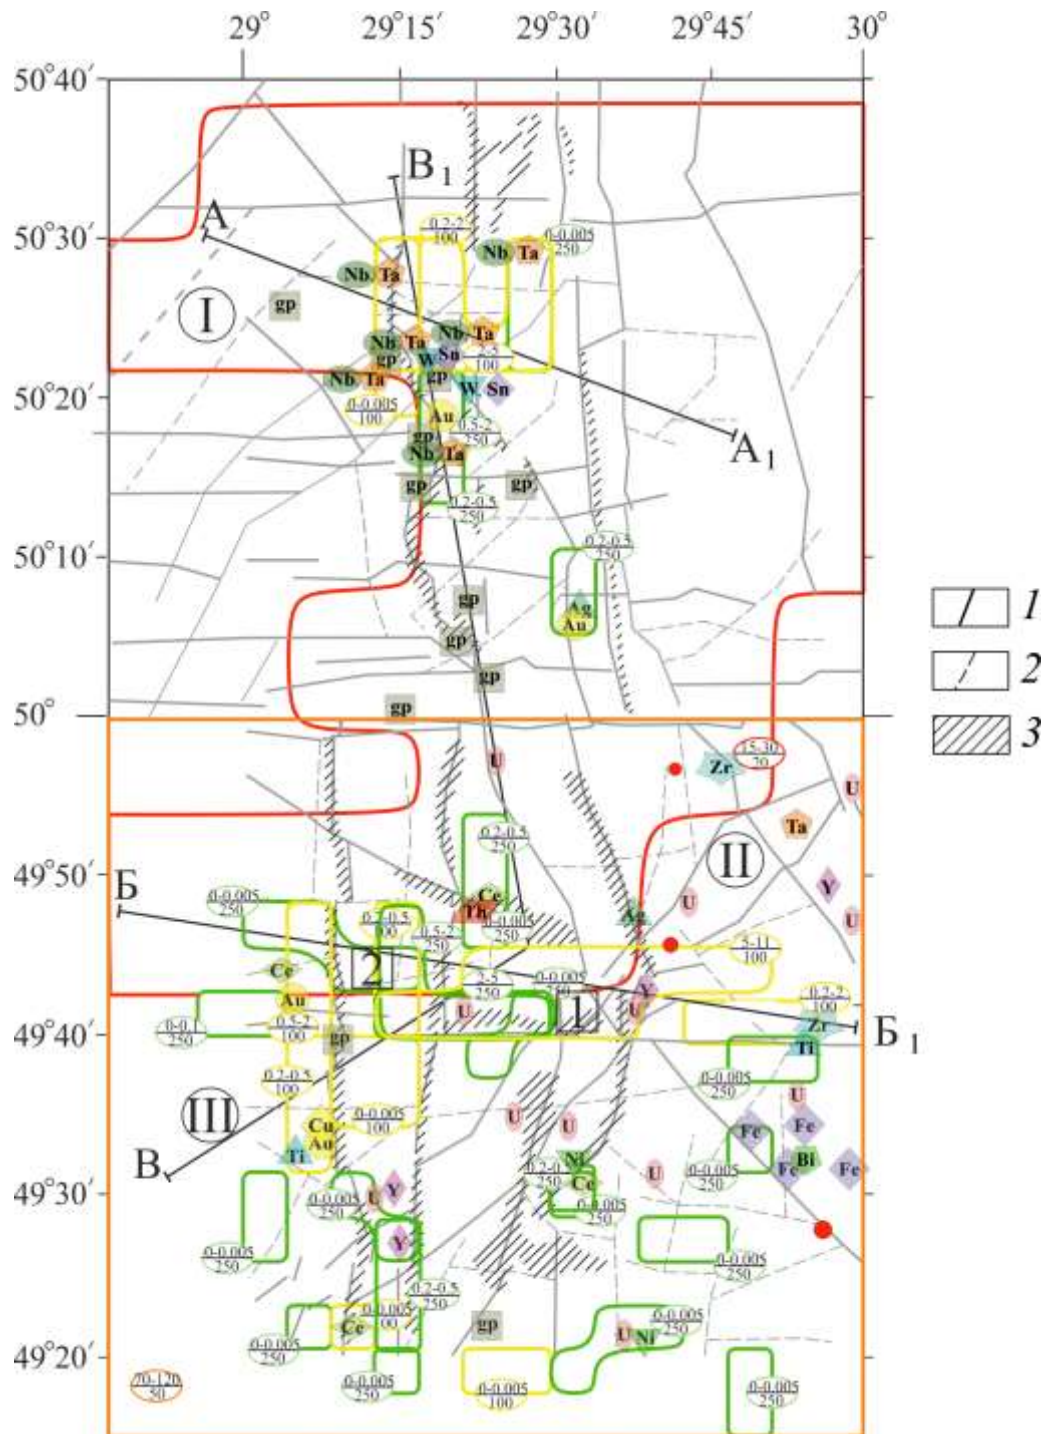 29° 29°15′ 29°30′ 29°45′ 30°
50°40′
В1
А
0.2-2
100
0-0.005
250
50°30′
Nb Ta
Nb Ta
I
gp
Nb Ta
Nb Ta
gp
W Sn
2-5
100
gp
W Sn
Nb Ta
50°20′
0-0.005
100
Au
0.5-2
250
gp
А1
Nb Ta
gp
gp
0.2-0.5
250
50°10′
0.2-0.5
250
Ag
Au
gp
gp
gp
gp
50°
1
2
3
U
15-30
70
Zr
U
Ta
0.2-0.5
250
II
49°50′
Б
Y
0-0.005
250
Ce
Th
U
0.2-0.5
100
0.5-2
250
0-0.005
250
Ag
U
5-11
100
Ce
2
2-5
250
0-0.005
250
Y
Au
U
1
U
0.2-2
100
Zr
Б1
0-0.1
250
49°40′
0.5-2
100
gp
Ti
0.2-0.5
100
0-0.005
250
III
0-0.005
100
U
U
U
Cu
Au
Fe
Fe
Ti
В
Ni
Bi
Fe
Fe
49°30′
U
Y
0.2-0.5
250
Ce
U
0-0.005
250
0-0.005
250
0-0.005
250
Y
0-0.005
250
0-0.005
250
0.2-0.5
250
0-0.005
100
Ce
gp
U
Ni
0-0.005
250
49°20′
0-0.005
250
70-120
50
0-0.005
250
0-0.005
100
0-0.005
250